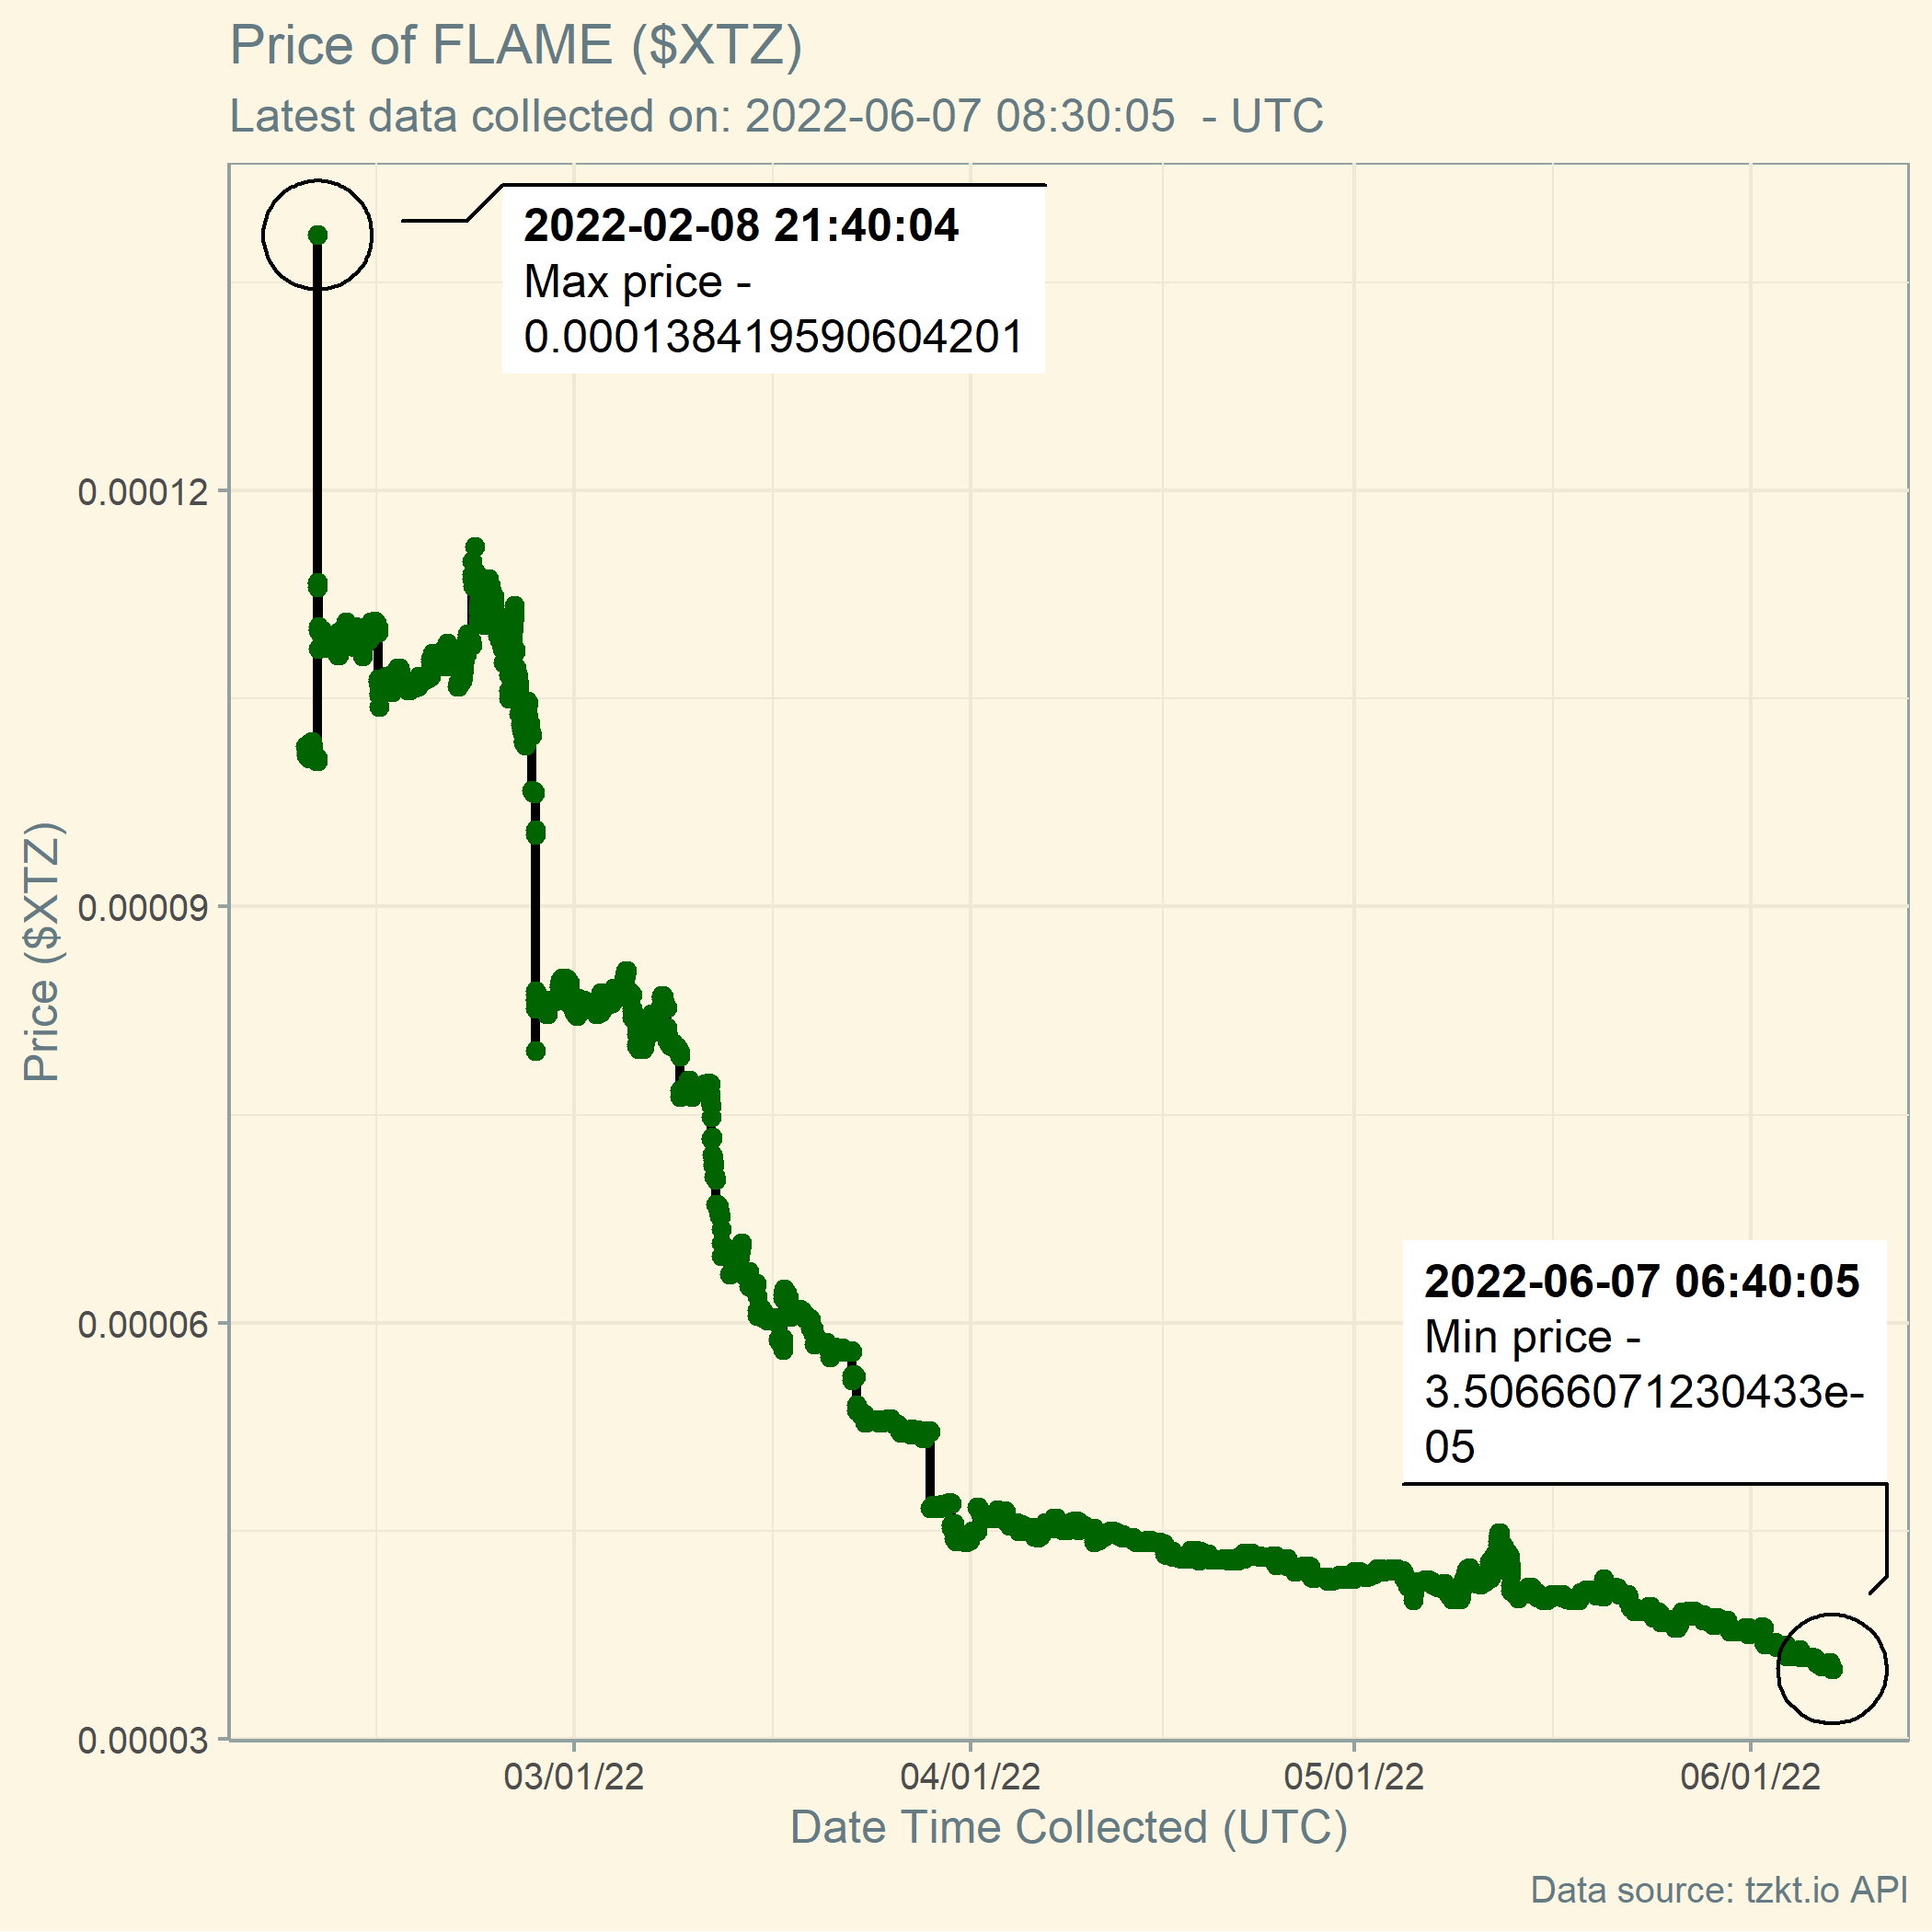 Price of FLAME ($XTZ)
Latest data collected on: 2022-06-07 08:30:05  - UTC
2022-02-08 21:40:04
Max price -
0.000138419590604201
0.00012
0.00009
0.00006
0.00003
Price ($XTZ)
2022-06-07 06:40:05
Min price -
3.50666071230433e-
05
03/01/22
04/01/22
05/01/22
06/01/22
Date Time Collected (UTC)
Data source: tzkt.io API